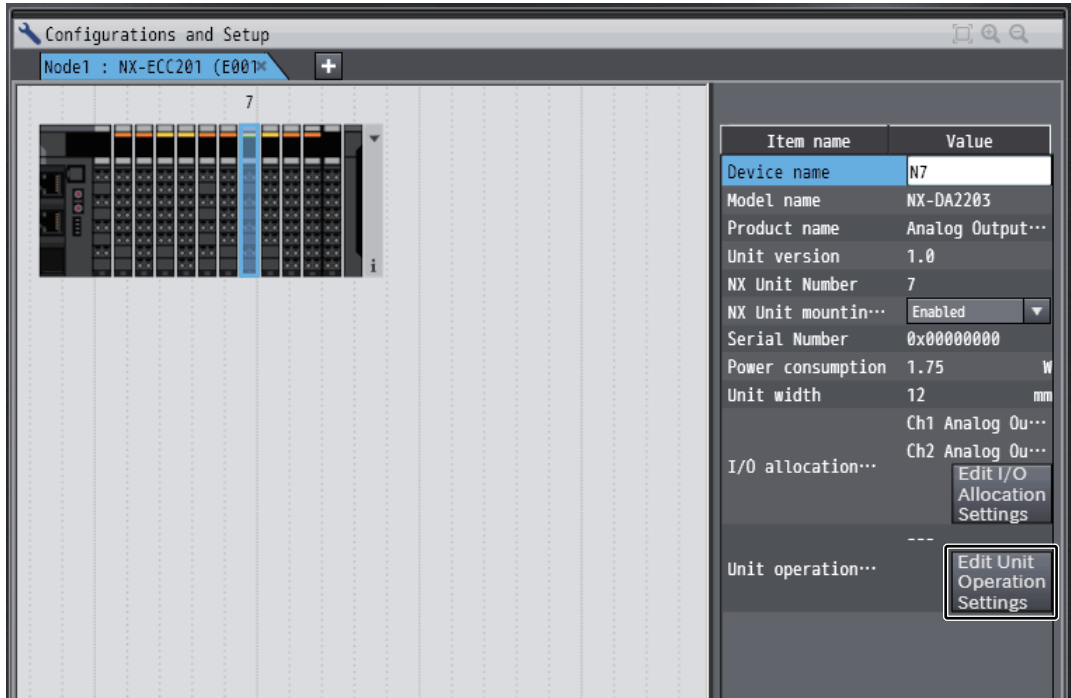 Configurations and Setup
Node1 : NX-ECC201 (E001
+
7
i
Item name Value
Device name N7
Model name NX-DA2203
Product name Analog Output···
Unit version 1.0
NX Unit Number 7
NX Unit mountin··· Enabled
Serial Number 0x00000000
Power consumption 1.75 W
Unit width 12 mm
Ch1 Analog Ou···
Ch2 Analog Ou···
I/O allocation···
Edit I/O
Allocation
Settings
---
Unit operation···
Edit Unit
Operation
Settings